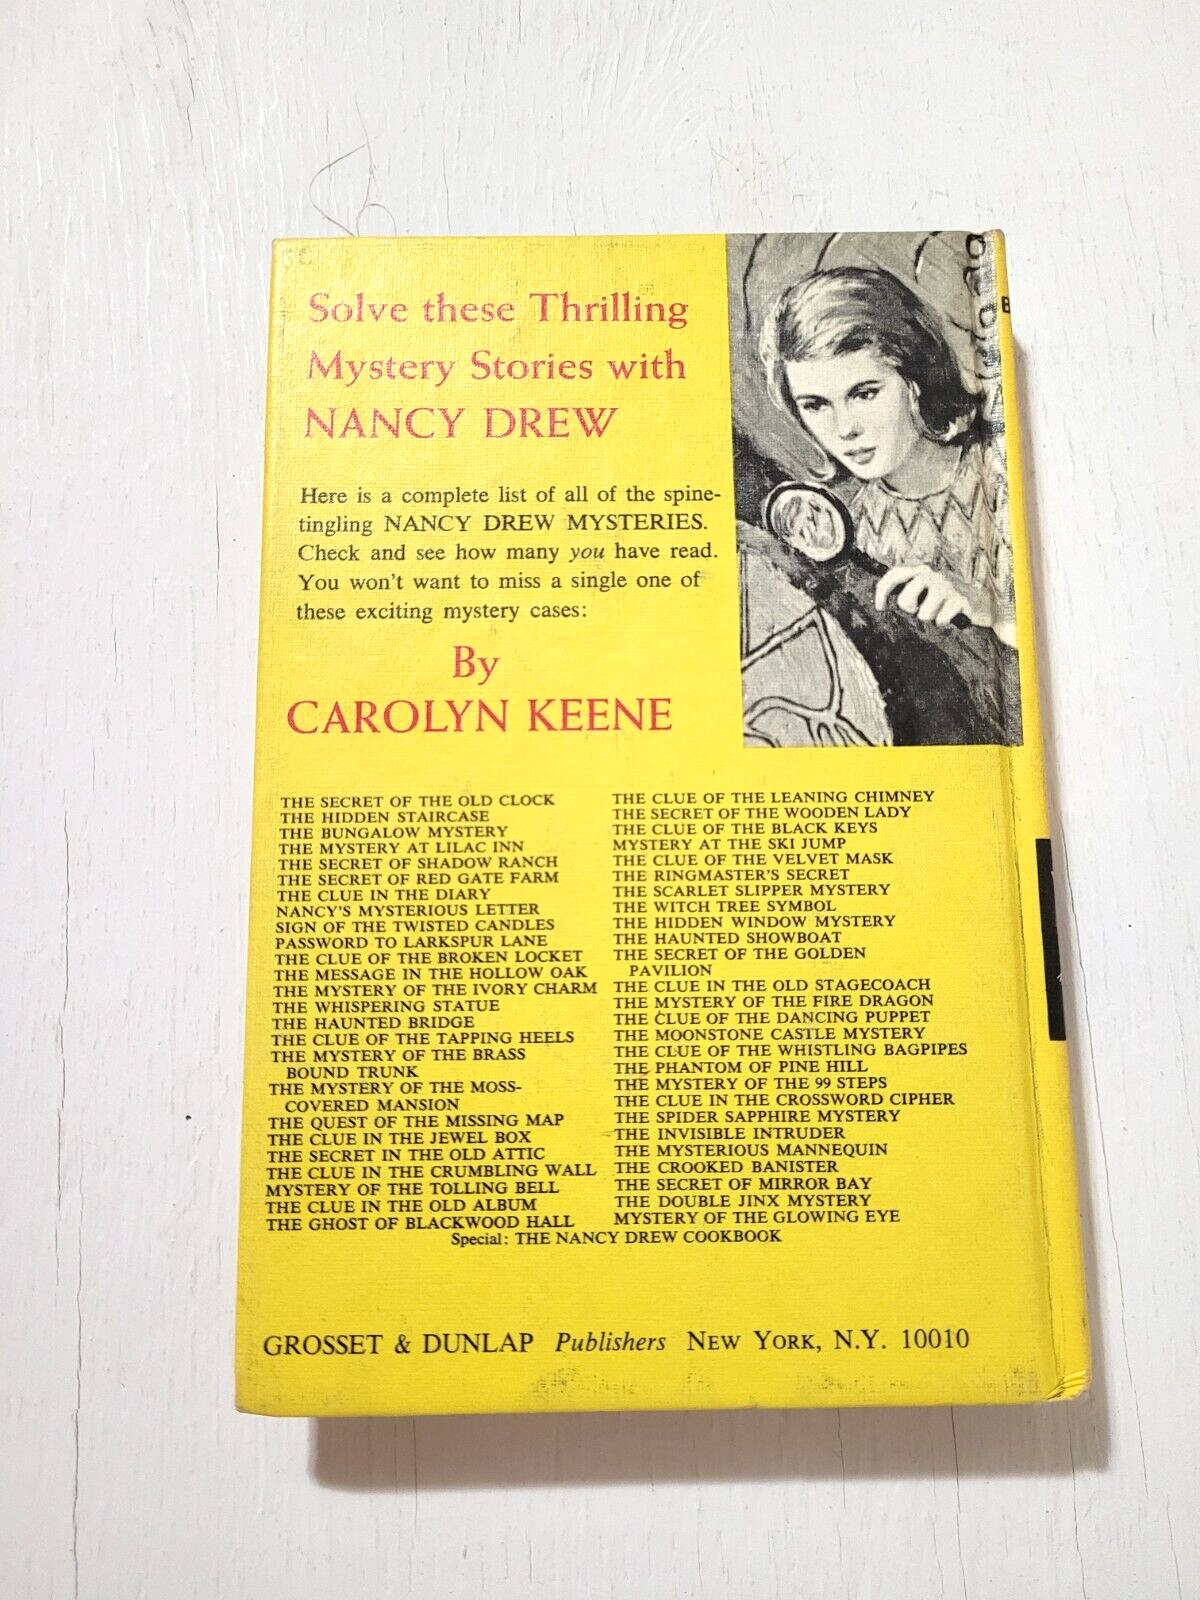 Solve these Thrilling
Mystery Stories with
NANCY DREW
Here is a complete list of all of the spine-
tingling NANCY DREW MYSTERIES.
Check and see how many you have read.
You won't want to miss a single one of
these exciting mystery cases:
By
CAROLYN KEENE
THE SECRET OF THE OLD CLOCK
THE HIDDEN STAIRCASE
THE BUNGALOW MYSTERY
THE MYSTERY AT LILAC INN
THE SECRET OF SHADOW RANCH
THE SECRET OF RED GATE FARM
THE CLUE IN THE DIARY
NANCY'S MYSTERIOUS LETTER
SIGN OF THE TWISTED CANDLES
PASSWORD TO LARKSPUR LANE
THE CLUE OF THE BROKEN LOCKET
THE MESSAGE IN THE HOLLOW OAK
THE MYSTERY OF THE IVORY CHARM
THE WHISPERING STATUE
THE HAUNTED BRIDGE
THE CLUE OF THE TAPPING HEELS
THE MYSTERY OF THE BRASS
BOUND TRUNK
THE MYSTERY OF THE MOSS-
COVERED MANSION
THE QUEST OF THE MISSING MAP
THE CLUE IN THE JEWEL BOX
THE SECRET IN THE OLD ATTIC
THE CLUE IN THE CRUMBLING WALL
MYSTERY OF THE TOLLING BELL
THE CLUE IN THE OLD ALBUM
THE GHOST OF BLACKWOOD HALL
THE CLUE OF THE LEANING CHIMNEY
THE SECRET OF THE WOODEN LADY
THE CLUE OF THE BLACK KEYS
MYSTERY AT THE SKI JUMP
THE CLUE OF THE VELVET MASK
THE RINGMASTER'S SECRET
THE SCARLET SLIPPER MYSTERY
THE WITCH TREE SYMBOL
THE HIDDEN WINDOW MYSTERY
THE HAUNTED SHOWBOAT
THE SECRET OF THE GOLDEN
PAVILION
THE CLUE IN THE OLD STAGECOACH
THE MYSTERY OF THE FIRE DRAGON
THE CLUE OF THE DANCING PUPPET
THE MOONSTONE CASTLE MYSTERY
THE CLUE OF THE WHISTLING BAGPIPES
THE PHANTOM OF PINE HILL
THE MYSTERY OF THE 99 STEPS
THE CLUE IN THE CROSSWORD CIPHER
THE SPIDER SAPPHIRE MYSTERY
THE INVISIBLE INTRUDER
THE MYSTERIOUS MANNEQUIN
THE CROOKED BANISTER
THE SECRET OF MIRROR BAY
THE DOUBLE JINX MYSTERY
MYSTERY OF THE GLOWING EYE
Special: THE NANCY DREW COOKBOOK
GROSSET & DUNLAP Publishers NEW YORK, N.Y. 10010